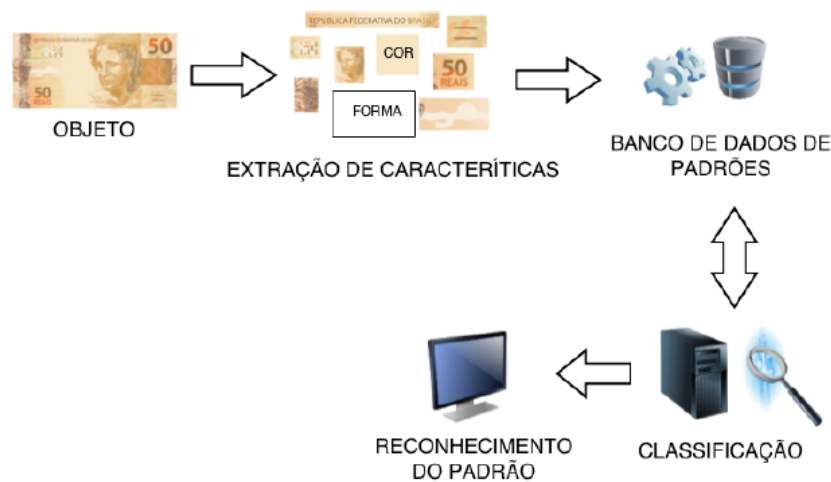 REPÚBLICA FEDERATIVA DO BRASIL
50
COR
50
REAIS
50
REAIS
FORMA
OBJETO
EXTRAÇÃO DE CARACTERÍTICAS
BANCO DE DADOS DE
PADRÕES
RECONHECIMENTO
DO PADRÃO
CLASSIFICAÇÃO